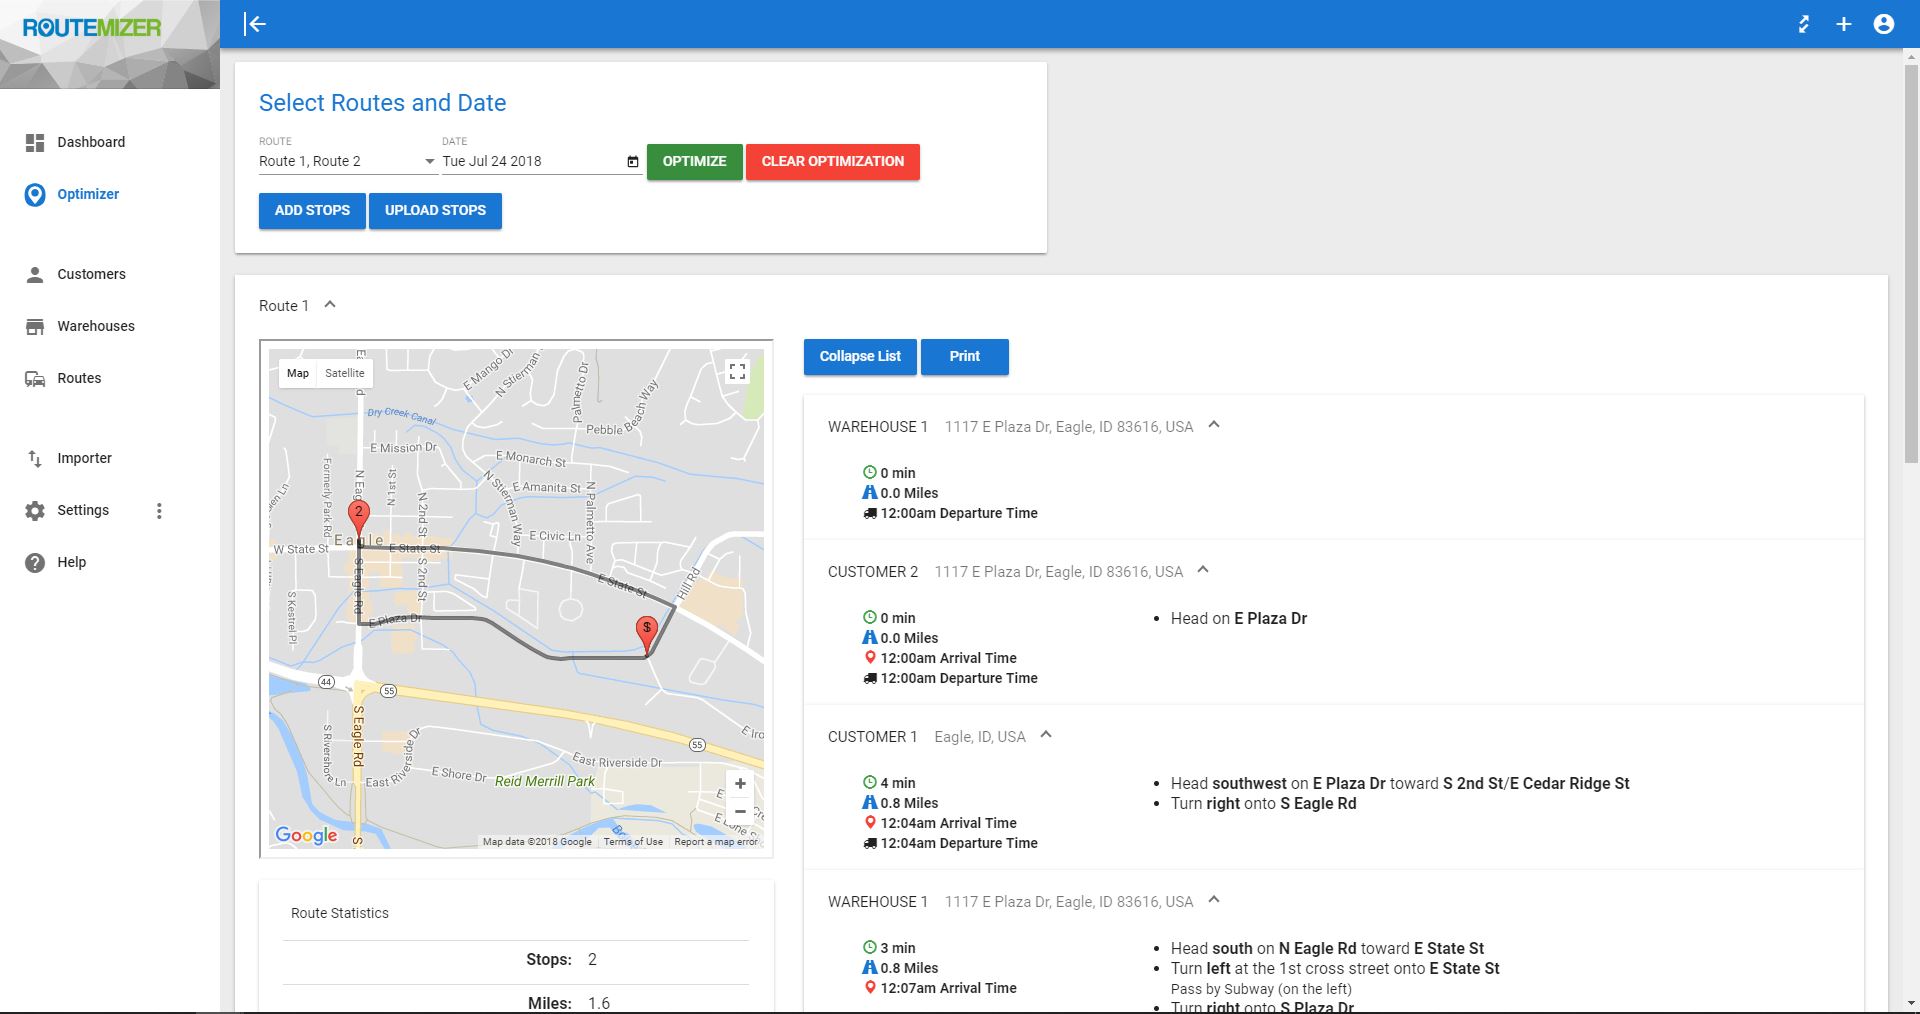 ROUTEMIZER
Dashboard
Optimizer
Customers
Warehouses
Routes
Importer
Settings
Help
Select Routes and Date
ROUTE
Route 1, Route 2
DATE
Tue Jul 24 2018
OPTIMIZE
CLEAR OPTIMIZATION
ADD STOPS
UPLOAD STOPS
Route 1
Map
Satellite
E Mango Dr
N Stierman
Palmetto Dr
Pebble Beach Way
Dry Creek Canal
E Mission Dr
E Monarch St
Formerly Park Rd
N Eag
1St 1St N
N 2nd St
N Stierman Way
E Amanita St
N Palmetto Ave
2
Eagle
E Civic Ln
W State St
E State St
E State St
Hill Rd
S Eagle Rd
S 2nd St
S Kestrel Pl
E Plaza Dr
$
44
55
S Eagle Rd
S Rivershore Ln
East Riverside Dr
E Shore Dr
Reid Merrill Park
East Riverside Dr
55
E Iro
Google
Map data ©2018 Google
Terms of Use
Report a map error
Route Statistics
Stops: 2
Miles: 1.6
Collapse List
Print
WAREHOUSE 1 1117 E Plaza Dr, Eagle, ID 83616, USA
0 min
0.0 Miles
12:00am Departure Time
CUSTOMER 2 1117 E Plaza Dr, Eagle, ID 83616, USA
0 min
0.0 Miles
12:00am Arrival Time
12:00am Departure Time
• Head on E Plaza Dr
CUSTOMER 1 Eagle, ID, USA
4 min
0.8 Miles
12:04am Arrival Time
12:04am Departure Time
• Head southwest on E Plaza Dr toward S 2nd St/E Cedar Ridge St
• Turn right onto S Eagle Rd
WAREHOUSE 1 1117 E Plaza Dr, Eagle, ID 83616, USA
3 min
0.8 Miles
12:07am Arrival Time
• Head south on N Eagle Rd toward E State St
• Turn left at the 1st cross street onto E State St
Pass by Subway (on the left)
• Turn right onto S Plaza Dr